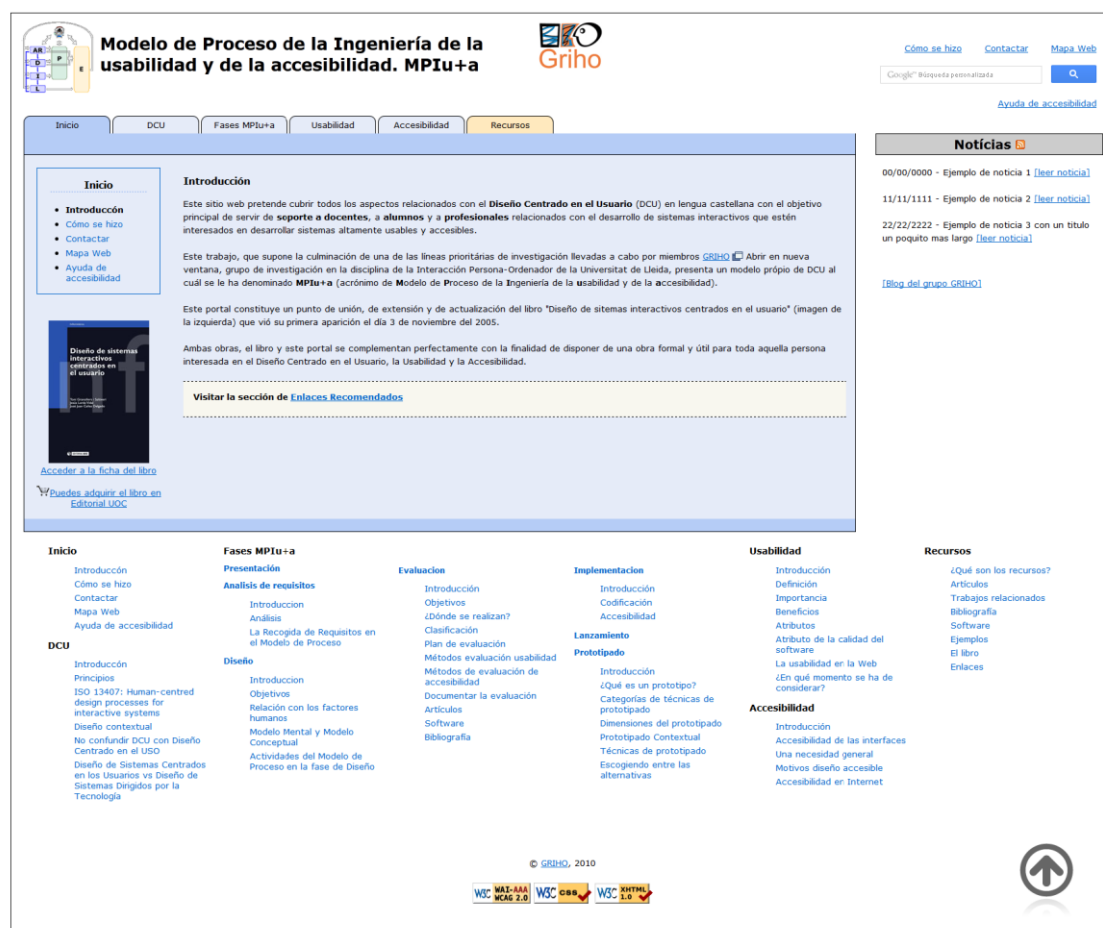 AR
D
I
L
P
E
Modelo de Proceso de la Ingeniería de la
usabilidad y de la accesibilidad. MPIu+a
Griho
Cómo se hizo Contactar Mapa Web
Google™ Búsqueda personalizada
Ayuda de accesibilidad
Inicio DCU Fases MPIu+a Usabilidad Accesibilidad Recursos
Inicio
Introduccón
Cómo se hizo
Contactar
Mapa Web
Ayuda de
accesibilidad
Diseño de sistemas
interactivos
centrados en
el usuario
Acceder a la ficha del libro
Puedes adquirir el libro en
Editorial UOC
Introducción
Este sitio web pretende cubrir todos los aspectos relacionados con el Diseño Centrado en el Usuario (DCU) en lengua castellana con el objetivo
principal de servir de soporte a docentes, a alumnos y a profesionales relacionados con el desarrollo de sistemas interactivos que estén
interesados en desarrollar sistemas altamente usables y accesibles.
Este trabajo, que supone la culminación de una de las líneas prioritárias de investigación llevadas a cabo por miembros GRIHO Abrir en nueva
ventana, grupo de investigación en la disciplina de la Interacción Persona-Ordenador de la Universitat de Lleida, presenta un modelo própio de DCU al
cuál se le ha denominado MPIu+a (acrónimo de Modelo de Proceso de la Ingeniería de la usabilidad y de la accesibilidad).
Este portal constituye un punto de unión, de extensión y de actualización del libro "Diseño de sitemas interactivos centrados en el usuario" (imagen de
la izquierda) que vió su primera aparición el día 3 de noviembre del 2005.
Ambas obras, el libro y este portal se complementan perfectamente con la finalidad de disponer de una obra formal y útil para toda aquella persona
interesada en el Diseño Centrado en el Usuario, la Usabilidad y la Accesibilidad.
Visitar la sección de Enlaces Recomendados
Notícias
00/00/0000 - Ejemplo de noticia 1 [leer noticia]
11/11/1111 - Ejemplo de noticia 2 [leer noticia]
22/22/2222 - Ejemplo de noticia 3 con un titulo
un poquito mas largo [leer noticia]
[Blog del grupo GRIHO]
Inicio
Introduccón
Cómo se hizo
Contactar
Mapa Web
Ayuda de accesibilidad
DCU
Introduccón
Principios
ISO 13407: Human-centred
design processes for
interactive systems
Diseño contextual
No confundir DCU con Diseño
Centrado en el USO
Diseño de Sistemas Centrados
en los Usuarios vs Diseño de
Sistemas Dirigidos por la
Tecnología
Fases MPIu+a
Presentación
Analisis de requisitos
Introduccion
Análisis
La Recogida de Requisitos en
el Modelo de Proceso
Diseño
Introduccion
Objetivos
Relación con los factores
humanos
Modelo Mental y Modelo
Conceptual
Actividades del Modelo de
Proceso en la fase de Diseño
Evaluacion
Introducción
Objetivos
¿Dónde se realizan?
Clasificación
Plan de evaluación
Métodos evaluación usabilidad
Métodos de evaluación de
accesibilidad
Documentar la evaluación
Artículos
Software
Bibliografía
Implementacion
Introducción
Codificación
Accesibilidad
Lanzamiento
Prototipado
Introducción
¿Qué es un prototipo?
Categorías de técnicas de
prototipado
Dimensiones del prototipado
Prototipado Contextual
Técnicas de prototipado
Escogiendo entre las
alternativas
Usabilidad
Introducción
Definición
Importancia
Beneficios
Atributos
Atributo de la calidad del
software
La usabilidad en la Web
¿En qué momento se ha de
considerar?
Accesibilidad
Introducción
Accesibilidad de las interfaces
Una necesidad general
Motivos diseño accesible
Accesibilidad en Internet
Recursos
¿Qué son los recursos?
Artículos
Trabajos relacionados
Bibliografía
Software
Ejemplos
El libro
Enlaces
© GRIHO, 2010
W3C WAI-AAA WCAG 2.0 W3C css W3C XHTML 1.0